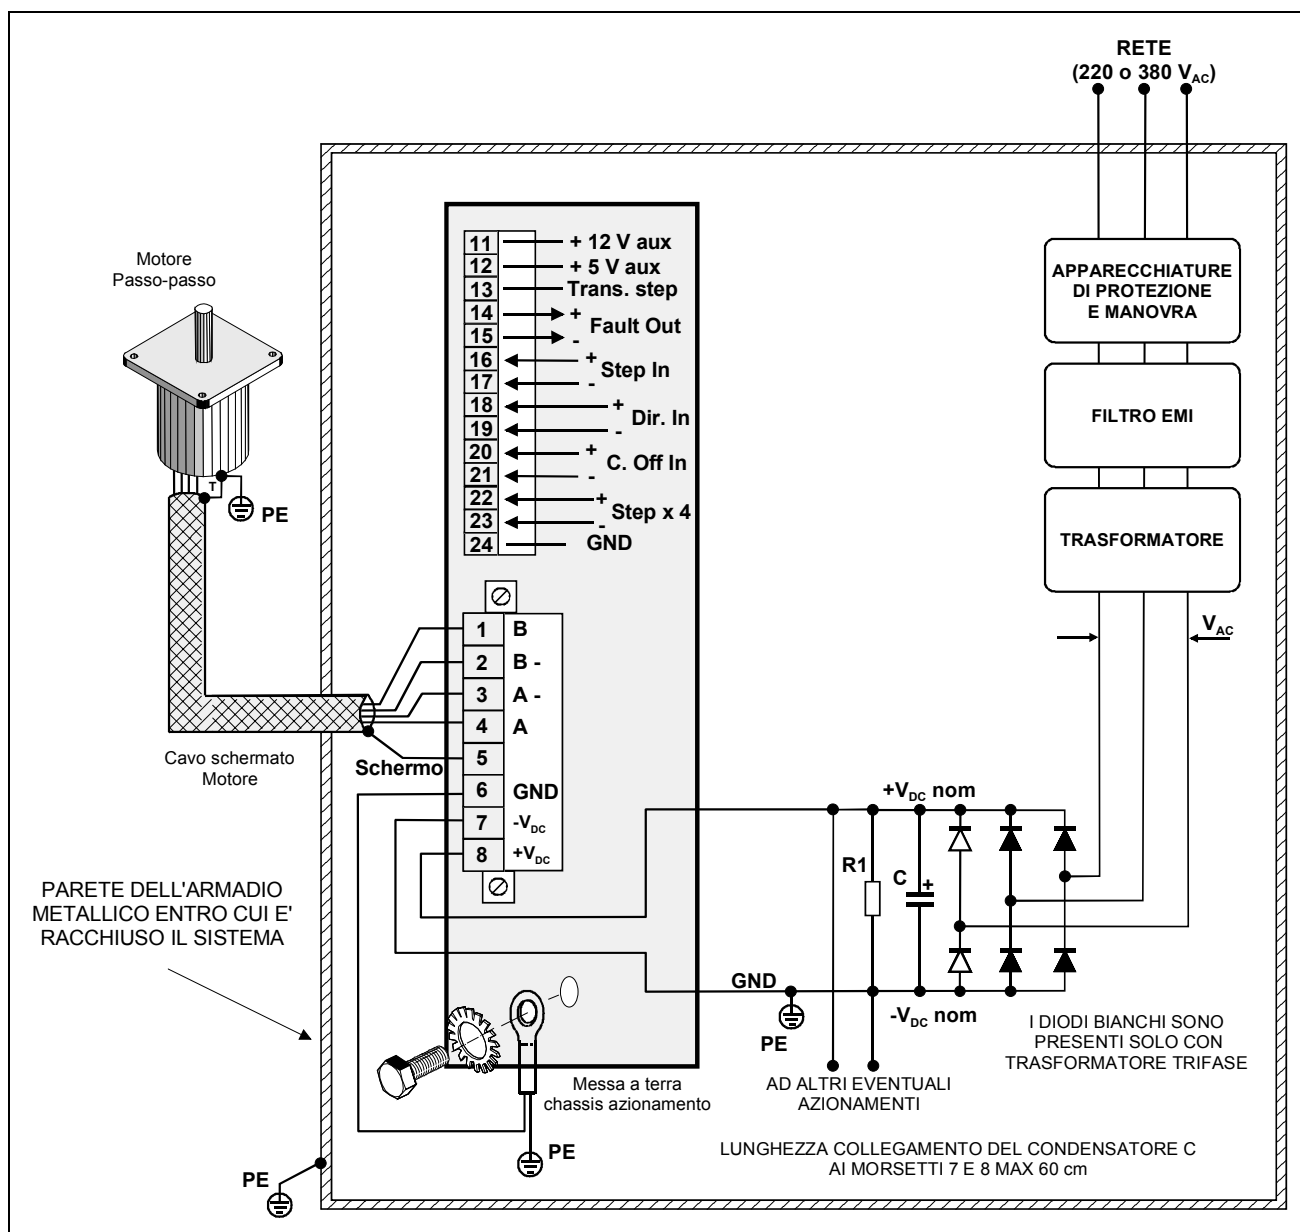 RETE
(220 o 380 VAC)
APPARECCHIATURE
DI PROTEZIONE
E MANOVRA
FILTRO EMI
TRASFORMATORE
VAC
Motore
Passo-passo
T
PE
11 + 12 V aux
12 + 5 V aux
13 Trans. step
14 +
Fault Out
15 -
16 +
Step In
17 -
18 +
Dir. In
19 -
20 +
C. Off In
21 -
22 +
Step x 4
23 -
24 GND
1 B
2 B -
3 A -
4 A
5
6 GND
7 -VDC
8 +VDC
Schermo
Cavo schermato
Motore
PARETE DELL'ARMADIO
METALLICO ENTRO CUI E'
RACCHIUSO IL SISTEMA
+VDC nom
R1
C
+
GND
PE
-VDC nom
I DIODI BIANCHI SONO
PRESENTI SOLO CON
TRASFORMATORE TRIFASE
AD ALTRI EVENTUALI
AZIONAMENTI
Messa a terra
chassis azionamento
PE
LUNGHEZZA COLLEGAMENTO DEL CONDENSATORE C
AI MORSETTI 7 E 8 MAX 60 cm
PE